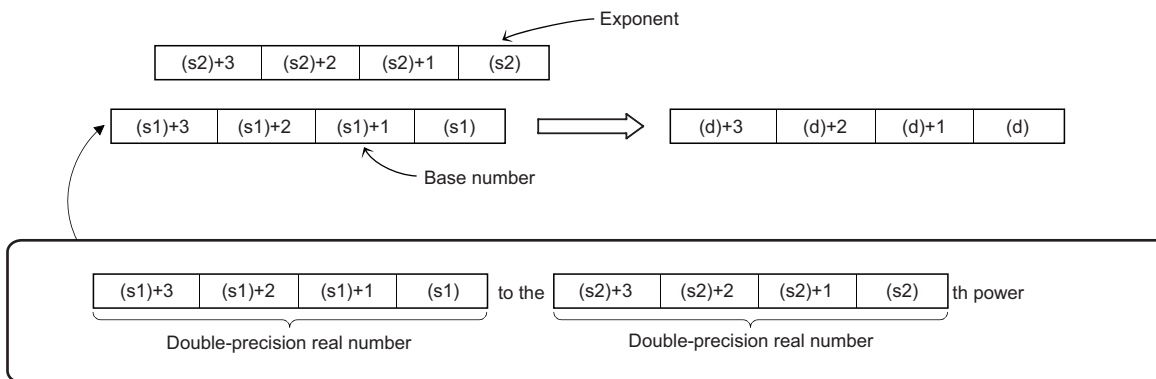 Exponent
(s2)+3 (s2)+2 (s2)+1 (s2)
(s1)+3 (s1)+2 (s1)+1 (s1) (d)+3 (d)+2 (d)+1 (d)
Base number
(s1)+3 (s1)+2 (s1)+1 (s1) to the (s2)+3 (s2)+2 (s2)+1 (s2) th power
Double-precision real number Double-precision real number